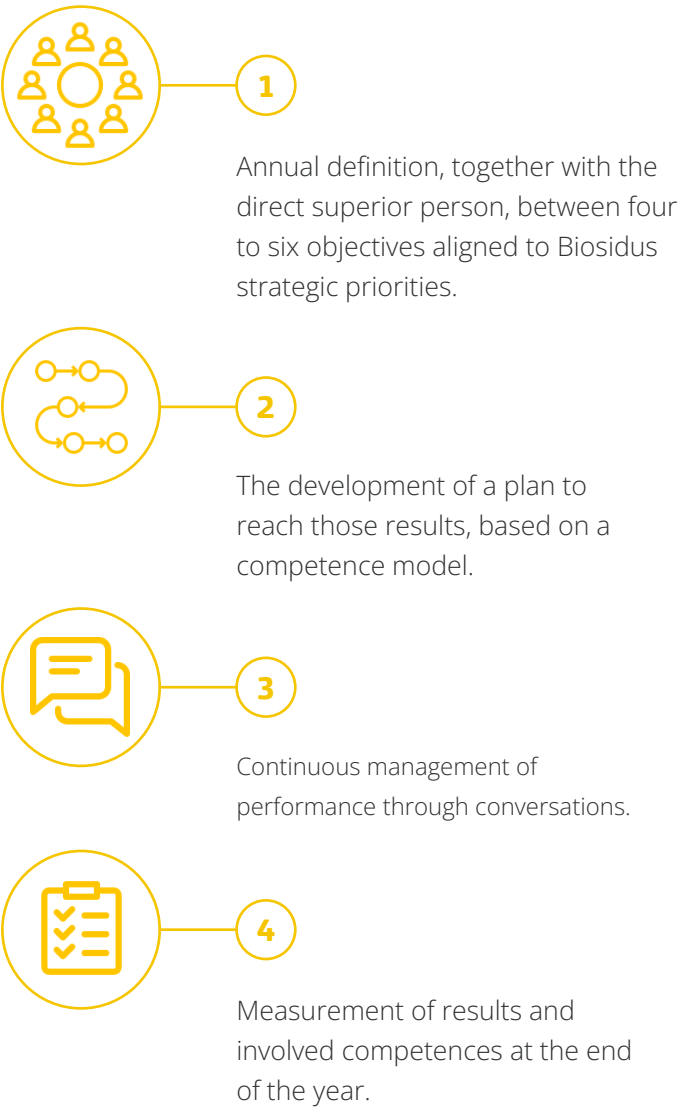 1
Annual definition, together with the
direct superior person, between four
to six objectives aligned to Biosidus
strategic priorities.
2
The development of a plan to
reach those results, based on a
competence model.
3
Continuous management of
performance through conversations.
4
Measurement of results and
involved competences at the end
of the year.